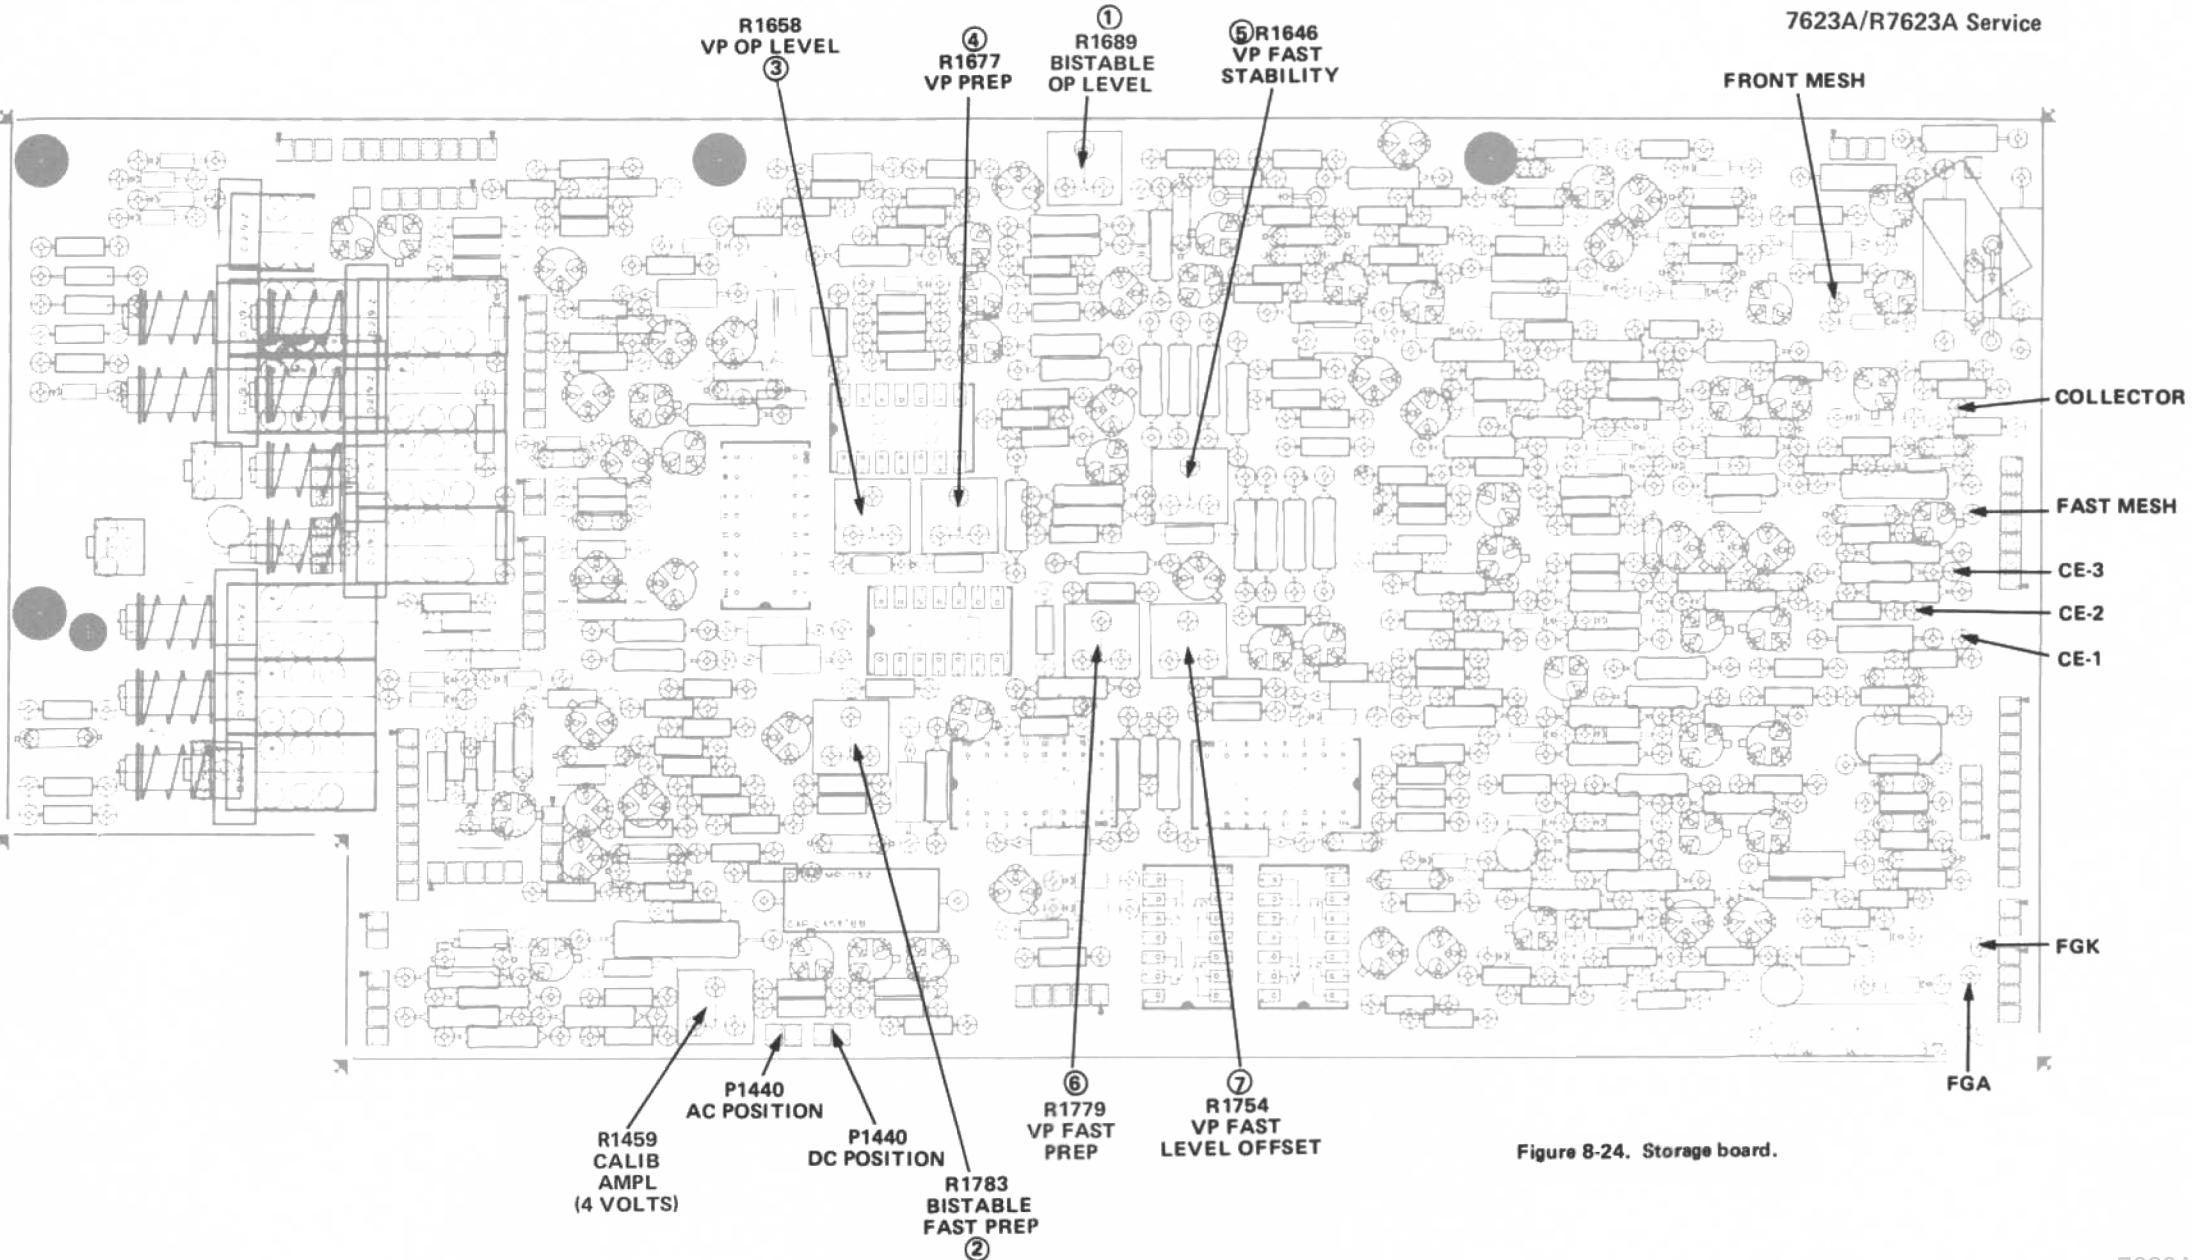 7623A/R7623A Service
R1658
VP OP LEVEL
③
④
R1677
VP PREP
①
R1689
BISTABLE
OP LEVEL
⑤R1646
VP FAST
STABILITY
FRONT MESH
COLLECTOR
FAST MESH
CE-3
CE-2
CE-1
FGK
FGA
R1459
CALIB
AMPL
(4 VOLTS)
P1440
AC POSITION
P1440
DC POSITION
R1783
BISTABLE
FAST PREP
②
⑥
R1779
VP FAST
PREP
⑦
R1754
VP FAST
LEVEL OFFSET
Figure 8-24. Storage board.